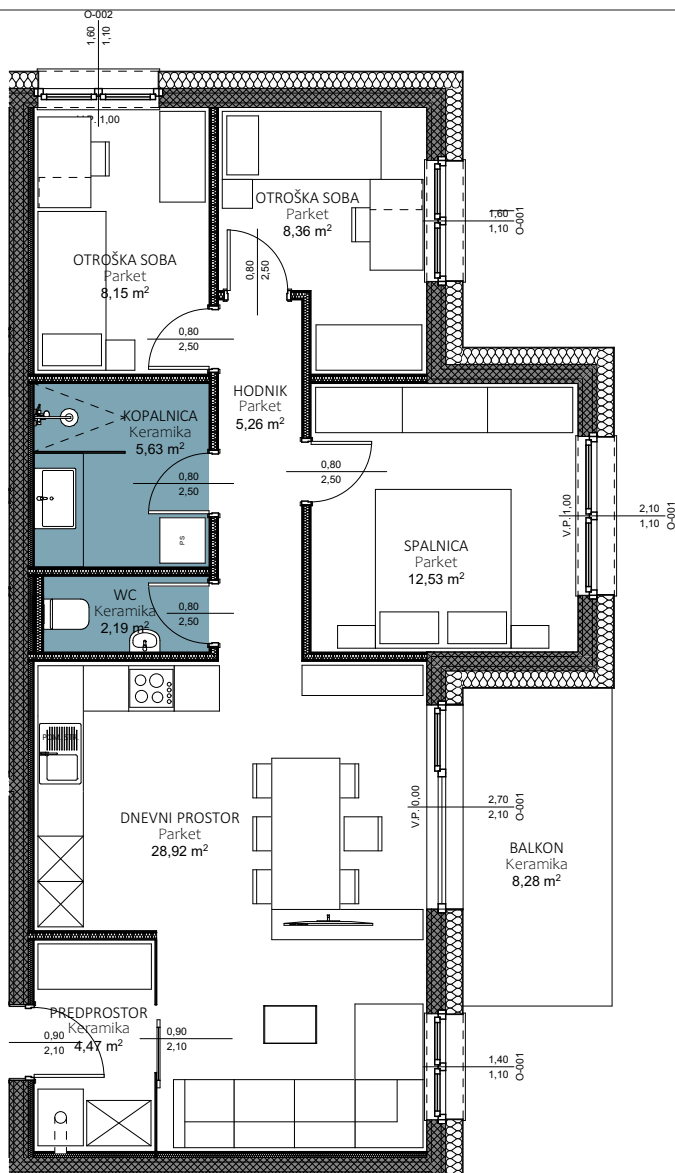 O-002
1,60
1,10
V.P. 1,00
OTROŠKA SOBA
Parket
8,36 m²
1,60
1,10
O-001
OTROŠKA SOBA
Parket
8,15 m²
0,80
2,50
0,80
2,50
HODNIK
Parket
5,26 m²
KOPALNICA
Keramika
5,63 m²
0,80
2,50
0,80
2,50
PS
V.P. 1,00
2,10
1,10
O-001
SPALNICA
Parket
12,53 m²
WC
Keramika
2,19 m²
0,80
2,50
DNEVNI PROSTOR
Parket
28,92 m²
V.P. 0,00
2,70
2,10
O-001
BALKON
Keramika
8,28 m²
PREDPROSTOR
Keramika
4,47 m²
0,90
2,10
0,90
2,10
1,40
1,10
O-001